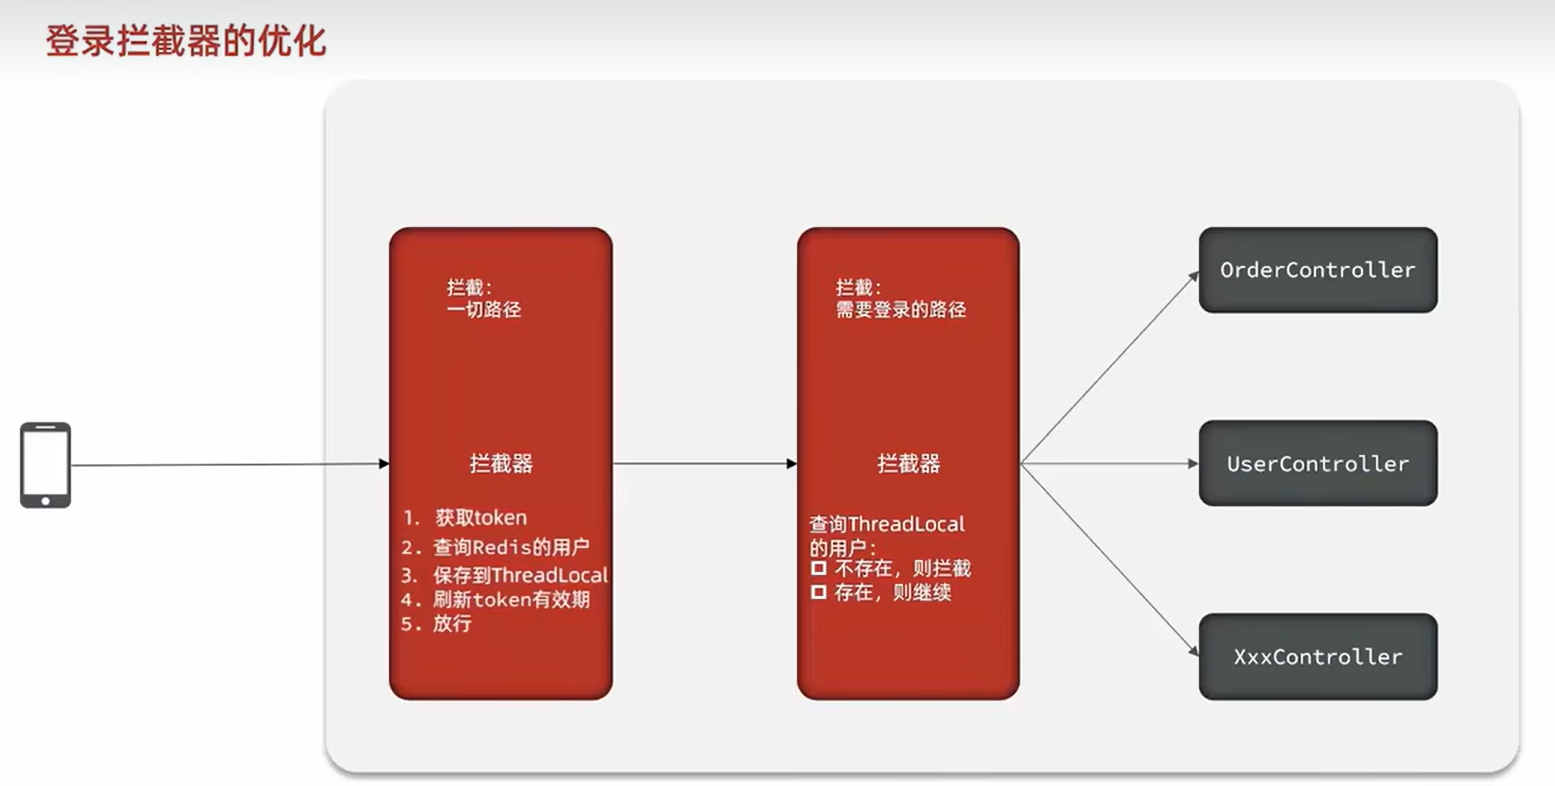 登录拦截器的优化
拦截：
一切路径
拦截器
1. 获取token
2. 查询Redis的用户
3. 保存到ThreadLocal
4. 刷新token有效期
5. 放行
拦截：
需要登录的路径
拦截器
查询ThreadLocal
的用户：
不存在，则拦截
存在，则继续
OrderController
UserController
XxxController